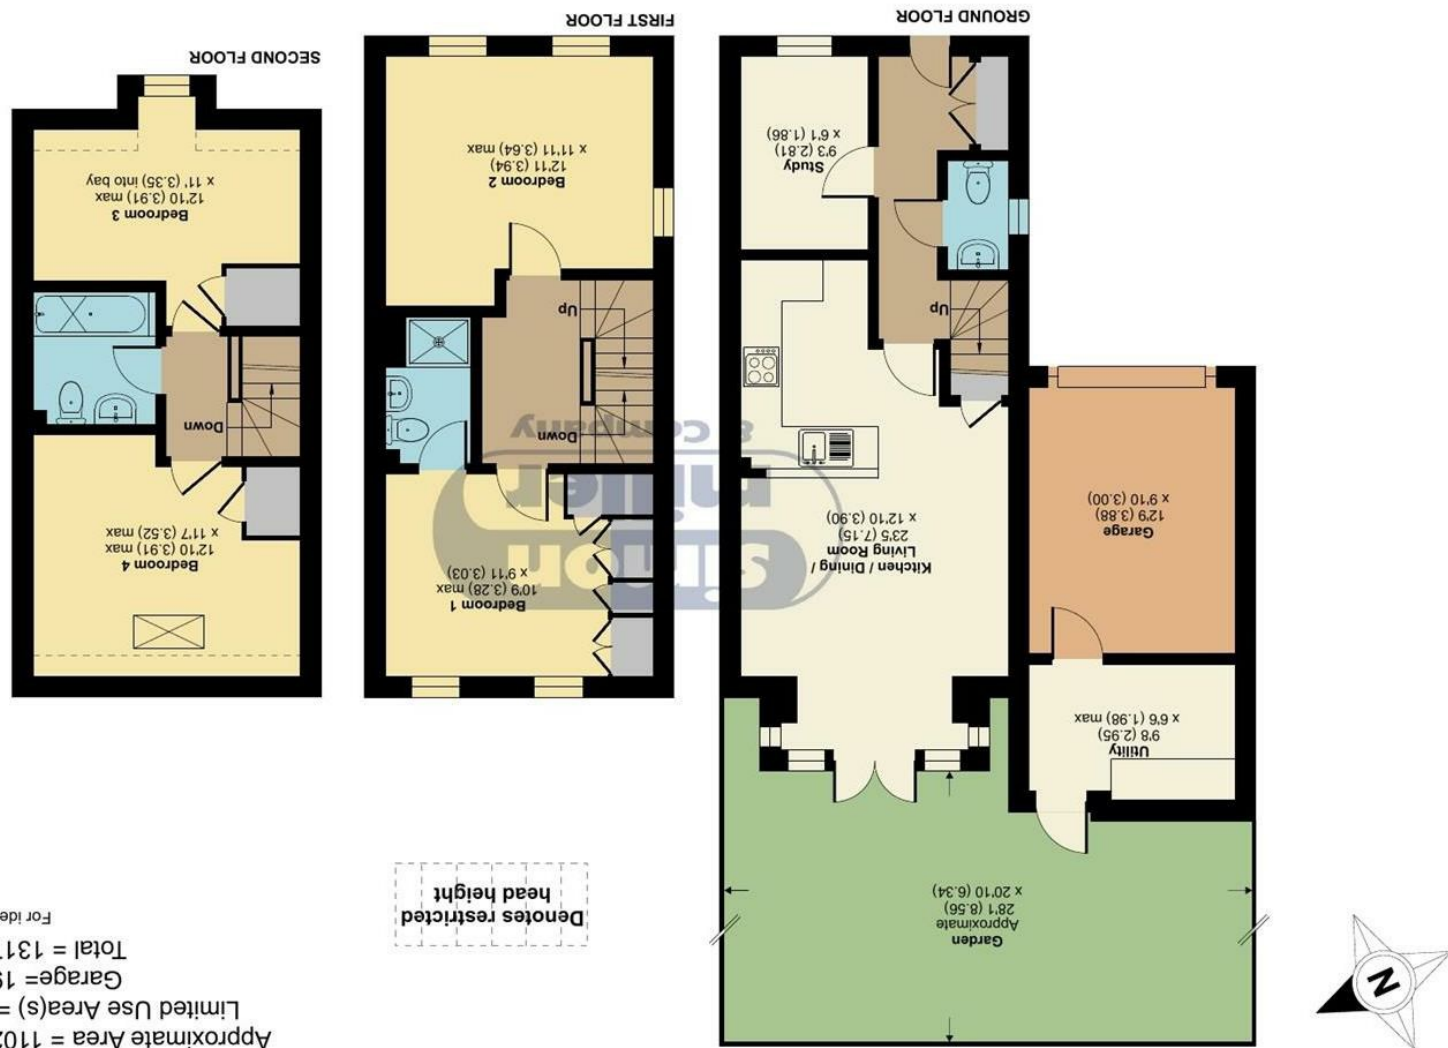 Approximate Area = 1102
Limited Use Area(s) =
Garage= 19
Total = 131
For ide
Denotes restricted
head height
N
Garden
Approximate
28'1 (8.56)
x 20'10 (6.34)
Utility
9'8 (2.95)
x 6'6 (1.98) max
Garage
12'9 (3.88)
x 9'10 (3.00)
Kitchen / Dining /
Living Room
23'5 (7.15)
x 12'10 (3.90)
Up
Study
9'3 (2.81)
x 6'1 (1.86)
GROUND FLOOR
Bedroom 1
10'9 (3.28) max
x 9'11 (3.03)
Down
Up
Bedroom 2
12'11 (3.94)
x 11'11 (3.64) max
FIRST FLOOR
Bedroom 4
12'10 (3.91) max
x 11'7 (3.52) max
Down
Bedroom 3
12'10 (3.91) max
x 11' (3.35) into bay
SECOND FLOOR
simon
miller
& Company